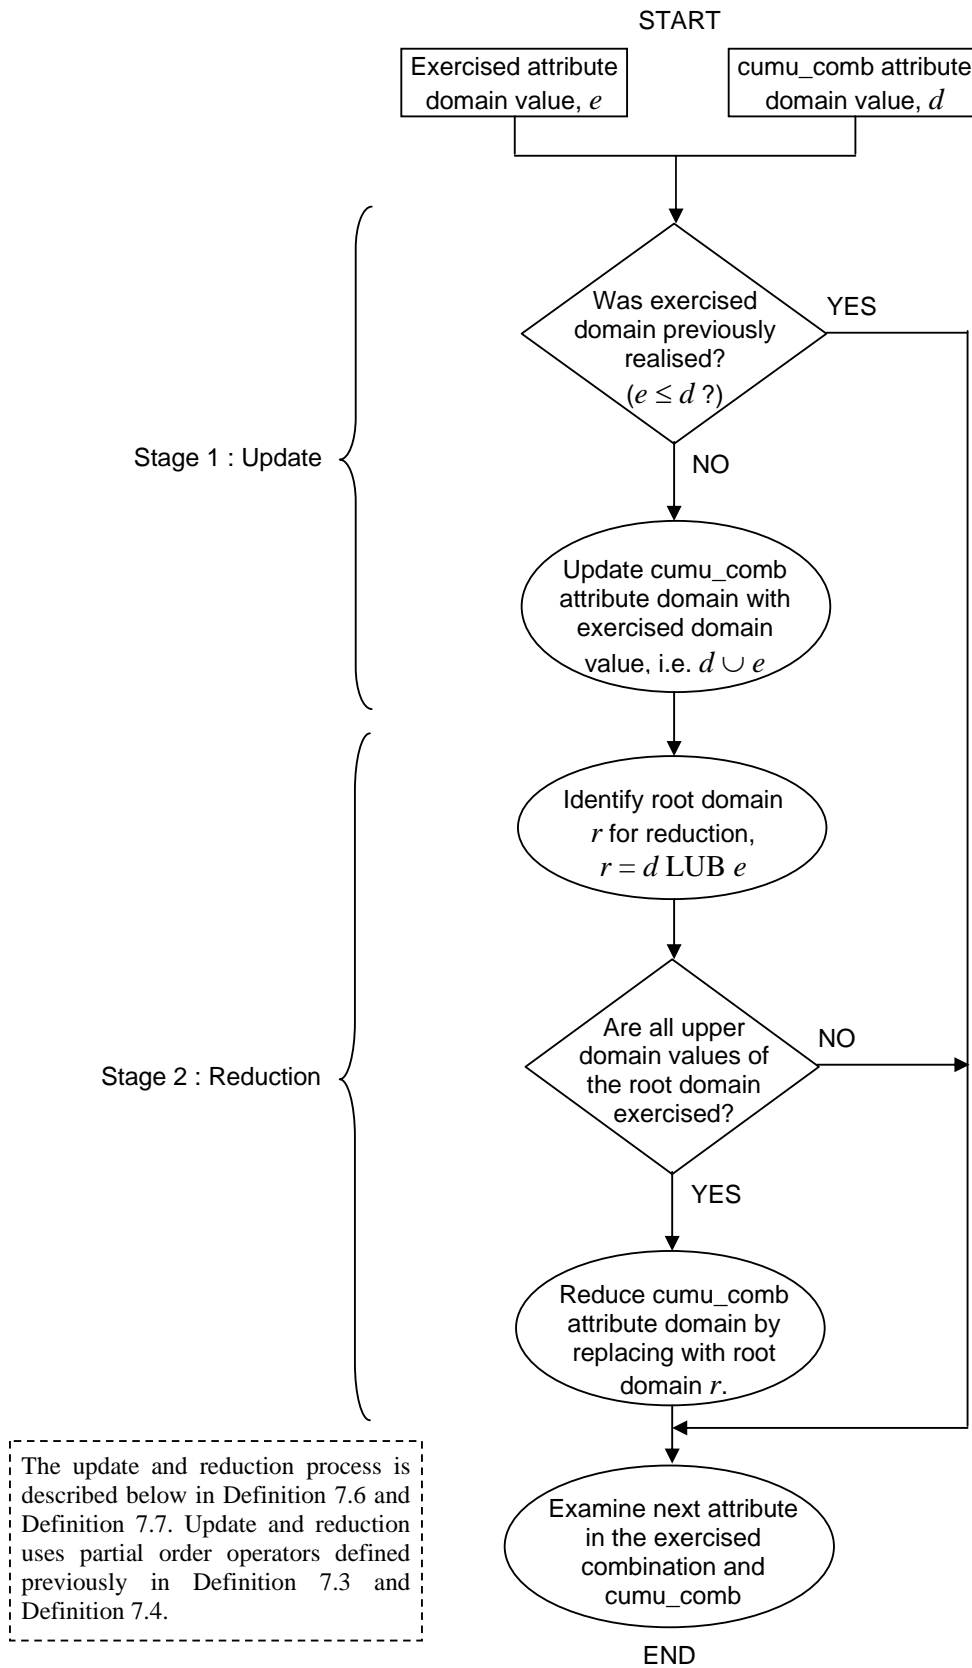 START
Exercised attribute
domain value, e
cumu_comb attribute
domain value, d
Was exercised
domain previously
realised?
(e ≤ d ?)
YES
Stage 1 : Update
NO
Update cumu_comb
attribute domain with
exercised domain
value, i.e. d ∪ e
Identify root domain
r for reduction,
r = d LUB e
Are all upper
domain values of
the root domain
exercised?
NO
Stage 2 : Reduction
YES
Reduce cumu_comb
attribute domain by
replacing with root
domain r.
The update and reduction process is
described below in Definition 7.6 and
Definition 7.7. Update and reduction
uses partial order operators defined
previously in Definition 7.3 and
Definition 7.4.
Examine next attribute
in the exercised
combination and
cumu_comb
END